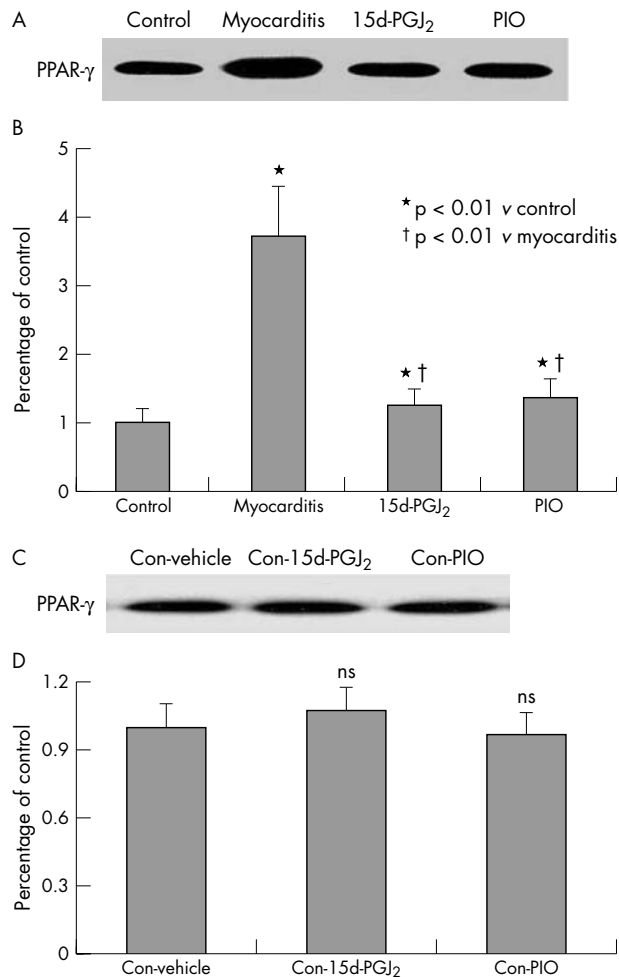 A
Control Myocarditis 15d-PGJ₂ PIO
PPAR-γ
B
5
4
3
2
1
0
Percentage of control
★
★ p < 0.01 v control
† p < 0.01 v myocarditis
★ †
★ †
Control Myocarditis 15d-PGJ₂ PIO
C
Con-vehicle Con-15d-PGJ₂ Con-PIO
PPAR-γ
D
1.2
0.9
0.6
0.3
0
Percentage of control
ns
ns
Con-vehicle Con-15d-PGJ₂ Con-PIO